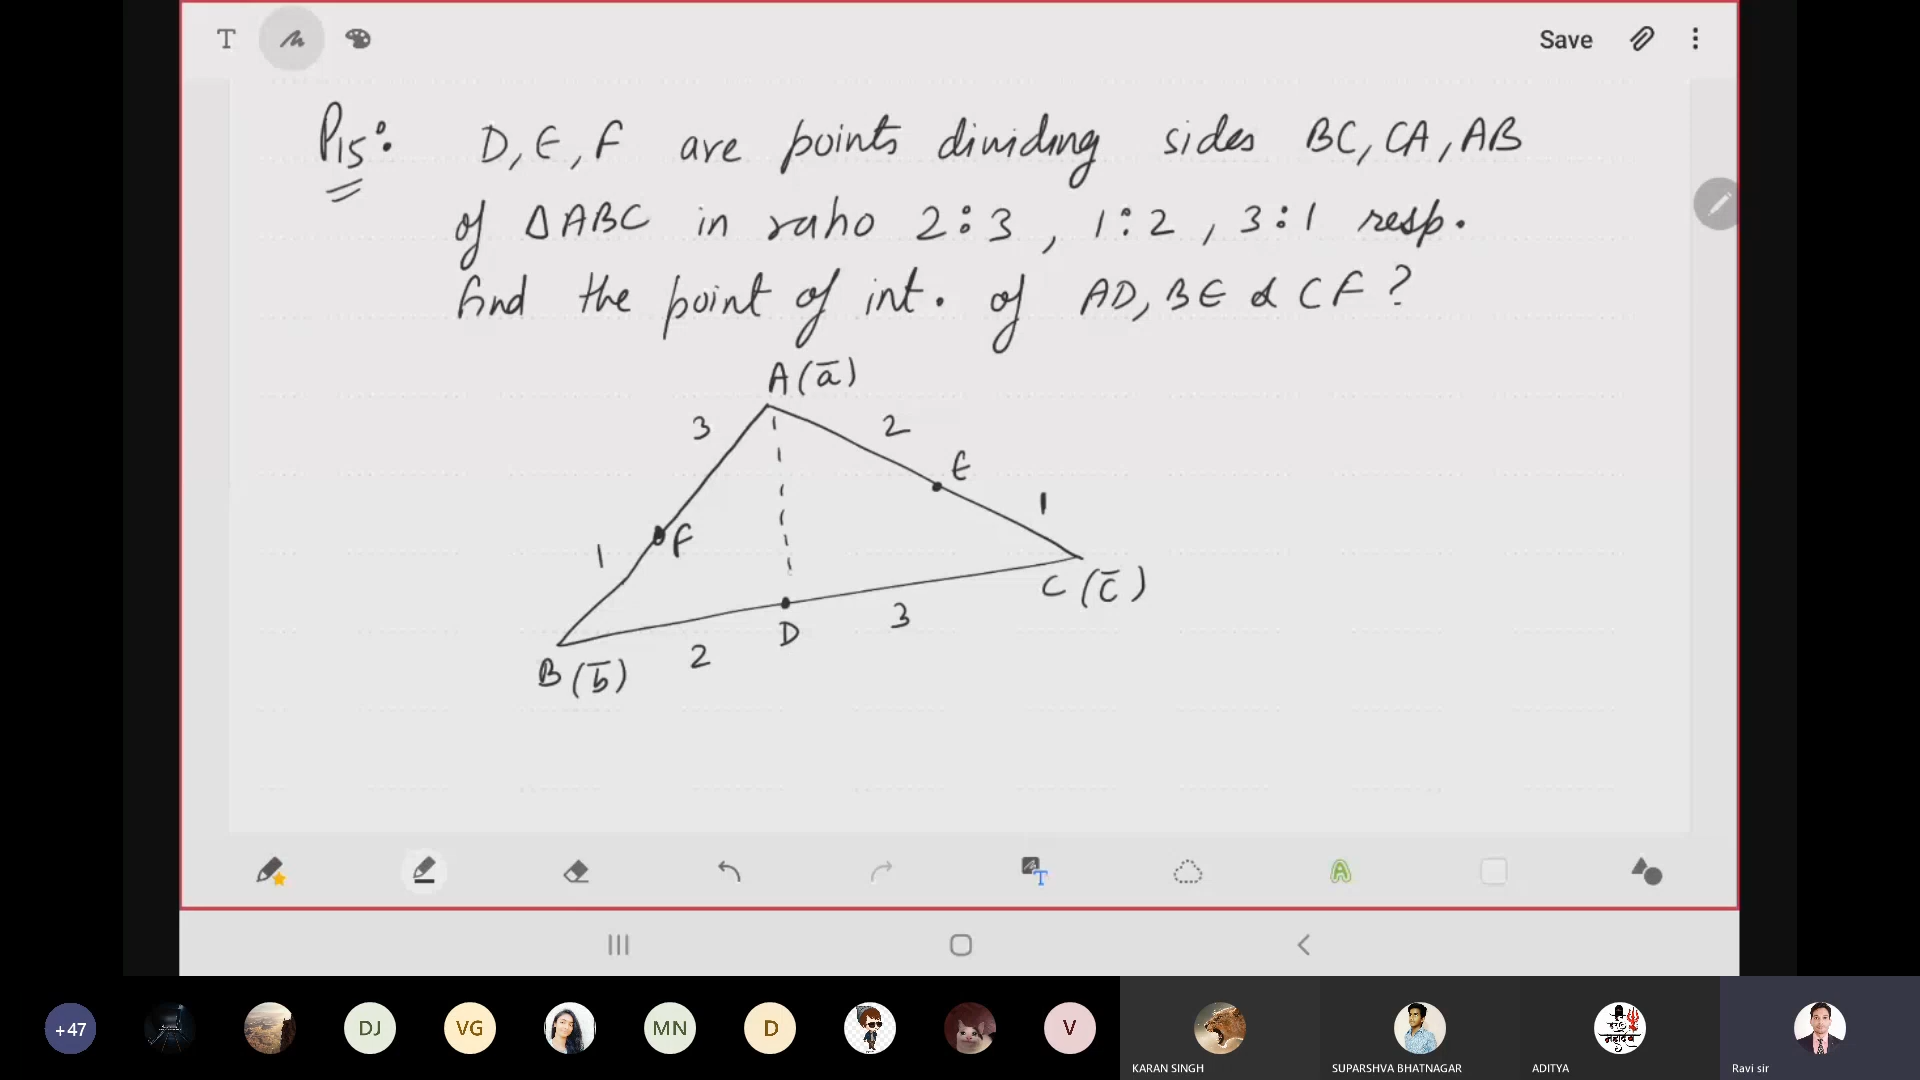 T
Save
P15: D, E, F are points dividing sides BC, CA, AB
of ΔABC in ratio 2:3, 1:2, 3:1 resp.
find the point of int. of AD, BE & CF?
A(a̅)
3
2
E
1
F
1
C(c̅)
3
D
2
B(b̅)
T
A
+47
DJ
VG
MN
D
V
KARAN SINGH
SUPARSHVA BHATNAGAR
ADITYA
Ravi sir